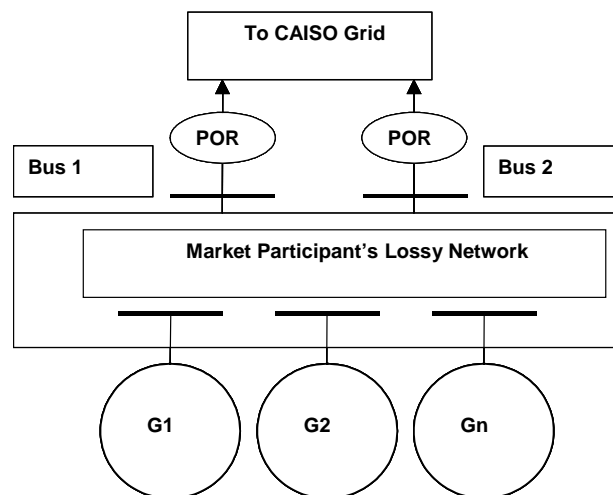 To CAISO Grid
POR
POR
Bus 1
Bus 2
Market Participant’s Lossy Network
G1
G2
Gn